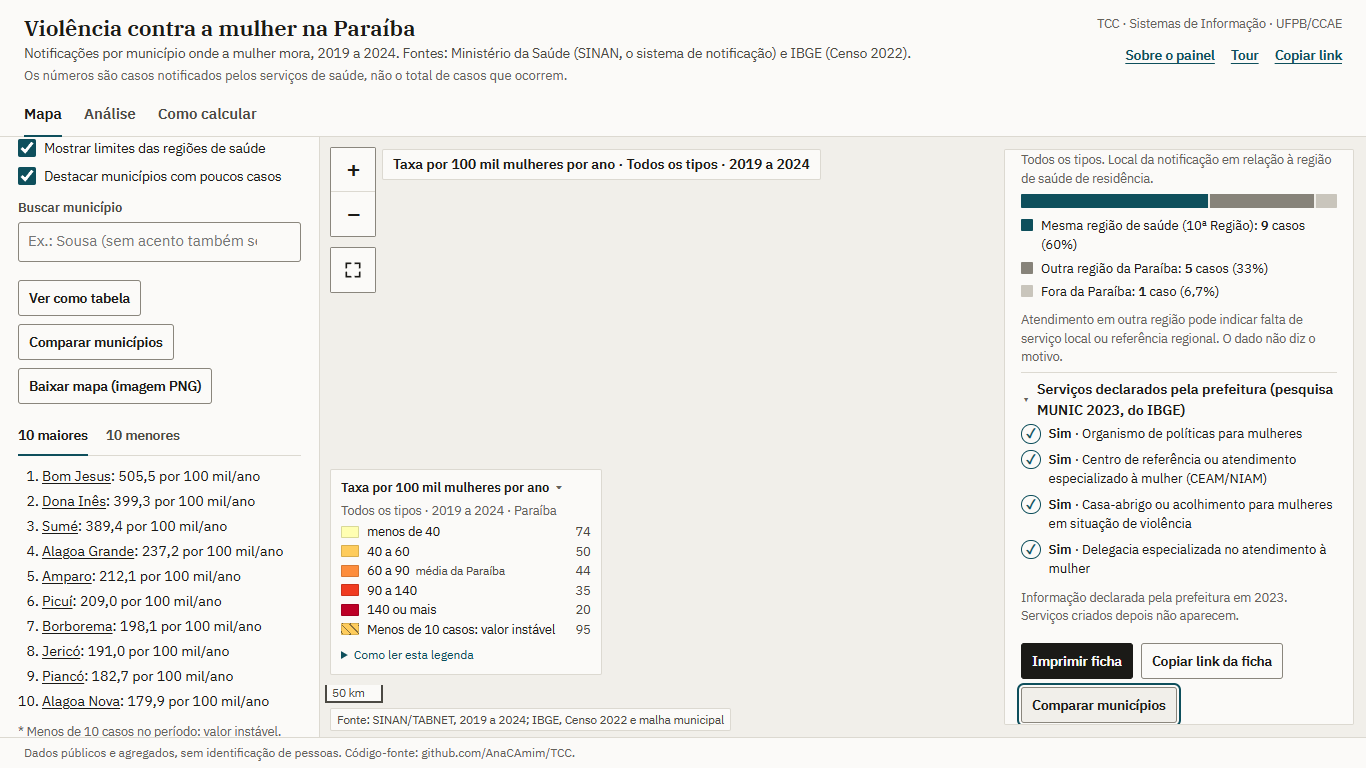 Violência contra a mulher na Paraíba
Notificações por município onde a mulher mora, 2019 a 2024. Fontes: Ministério da Saúde (SINAN, o sistema de notificação) e IBGE (Censo 2022).
Os números são casos notificados pelos serviços de saúde, não o total de casos que ocorrem.
TCC · Sistemas de Informação · UFPB/CCAE
Sobre o painel
Tour
Copiar link
Mapa
Análise
Como calcular
Mostrar limites das regiões de saúde
Destacar municípios com poucos casos
Buscar município
Ex.: Sousa (sem acento também se
Ver como tabela
Comparar municípios
Baixar mapa (imagem PNG)
10 maiores
10 menores
1. Bom Jesus: 505,5 por 100 mil/ano
2. Dona Inês: 399,3 por 100 mil/ano
3. Sumé: 389,4 por 100 mil/ano
4. Alagoa Grande: 237,2 por 100 mil/ano
5. Amparo: 212,1 por 100 mil/ano
6. Picuí: 209,0 por 100 mil/ano
7. Borborema: 198,1 por 100 mil/ano
8. Jericó: 191,0 por 100 mil/ano
9. Piancó: 182,7 por 100 mil/ano
10. Alagoa Nova: 179,9 por 100 mil/ano
* Menos de 10 casos no período: valor instável.
+
−
Taxa por 100 mil mulheres por ano · Todos os tipos · 2019 a 2024
Taxa por 100 mil mulheres por ano
Todos os tipos · 2019 a 2024 · Paraíba
menos de 40 74
40 a 60 50
60 a 90 média da Paraíba 44
90 a 140 35
140 ou mais 20
Menos de 10 casos: valor instável 95
Como ler esta legenda
50 km
Fonte: SINAN/TABNET, 2019 a 2024; IBGE, Censo 2022 e malha municipal
Todos os tipos. Local da notificação em relação à região
de saúde de residência.
Mesma região de saúde (10ª Região): 9 casos
(60%)
Outra região da Paraíba: 5 casos (33%)
Fora da Paraíba: 1 caso (6,7%)
Atendimento em outra região pode indicar falta de
serviço local ou referência regional. O dado não diz o
motivo.
Serviços declarados pela prefeitura (pesquisa
MUNIC 2023, do IBGE)
Sim · Organismo de políticas para mulheres
Sim · Centro de referência ou atendimento
especializado à mulher (CEAM/NIAM)
Sim · Casa-abrigo ou acolhimento para mulheres
em situação de violência
Sim · Delegacia especializada no atendimento à
mulher
Informação declarada pela prefeitura em 2023.
Serviços criados depois não aparecem.
Imprimir ficha
Copiar link da ficha
Comparar municípios
Dados públicos e agregados, sem identificação de pessoas. Código-fonte: github.com/AnaCAmim/TCC.